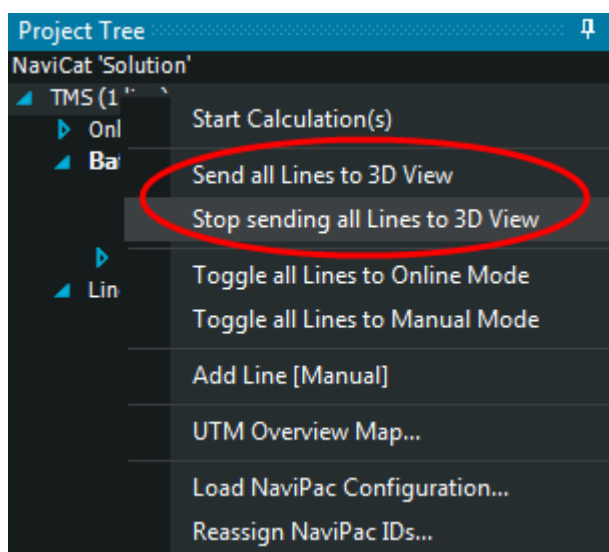 Project Tree
NaviCat 'Solution'
TMS (1
Start Calculation(s)
Send all Lines to 3D View
Stop sending all Lines to 3D View
Toggle all Lines to Online Mode
Lin
Toggle all Lines to Manual Mode
Add Line [Manual]
UTM Overview Map...
Load NaviPac Configuration...
Reassign NaviPac IDs...